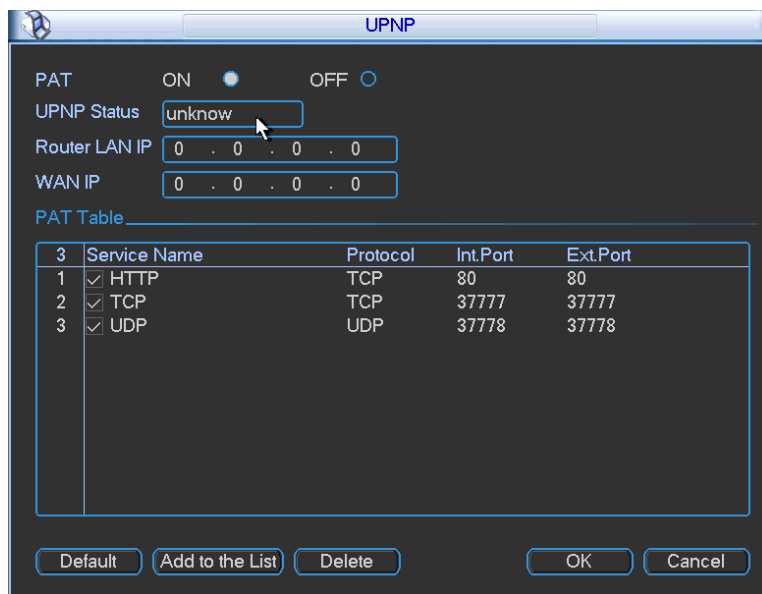 UPNP
PAT ON OFF
UPNP Status unknow
Router LAN IP 0 . 0 . 0 . 0
WAN IP 0 . 0 . 0 . 0
PAT Table
3 Service Name Protocol Int.Port Ext.Port
1 HTTP TCP 80 80
2 TCP TCP 37777 37777
3 UDP UDP 37778 37778
Default Add to the List Delete OK Cancel